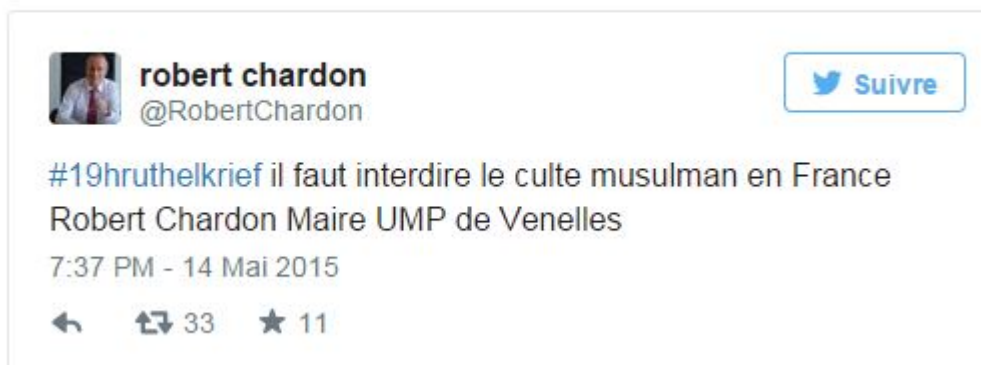 robert chardon
@RobertChardon
Suivre
#19hruthelkrief il faut interdire le culte musulman en France
Robert Chardon Maire UMP de Venelles
7:37 PM - 14 Mai 2015
33 11